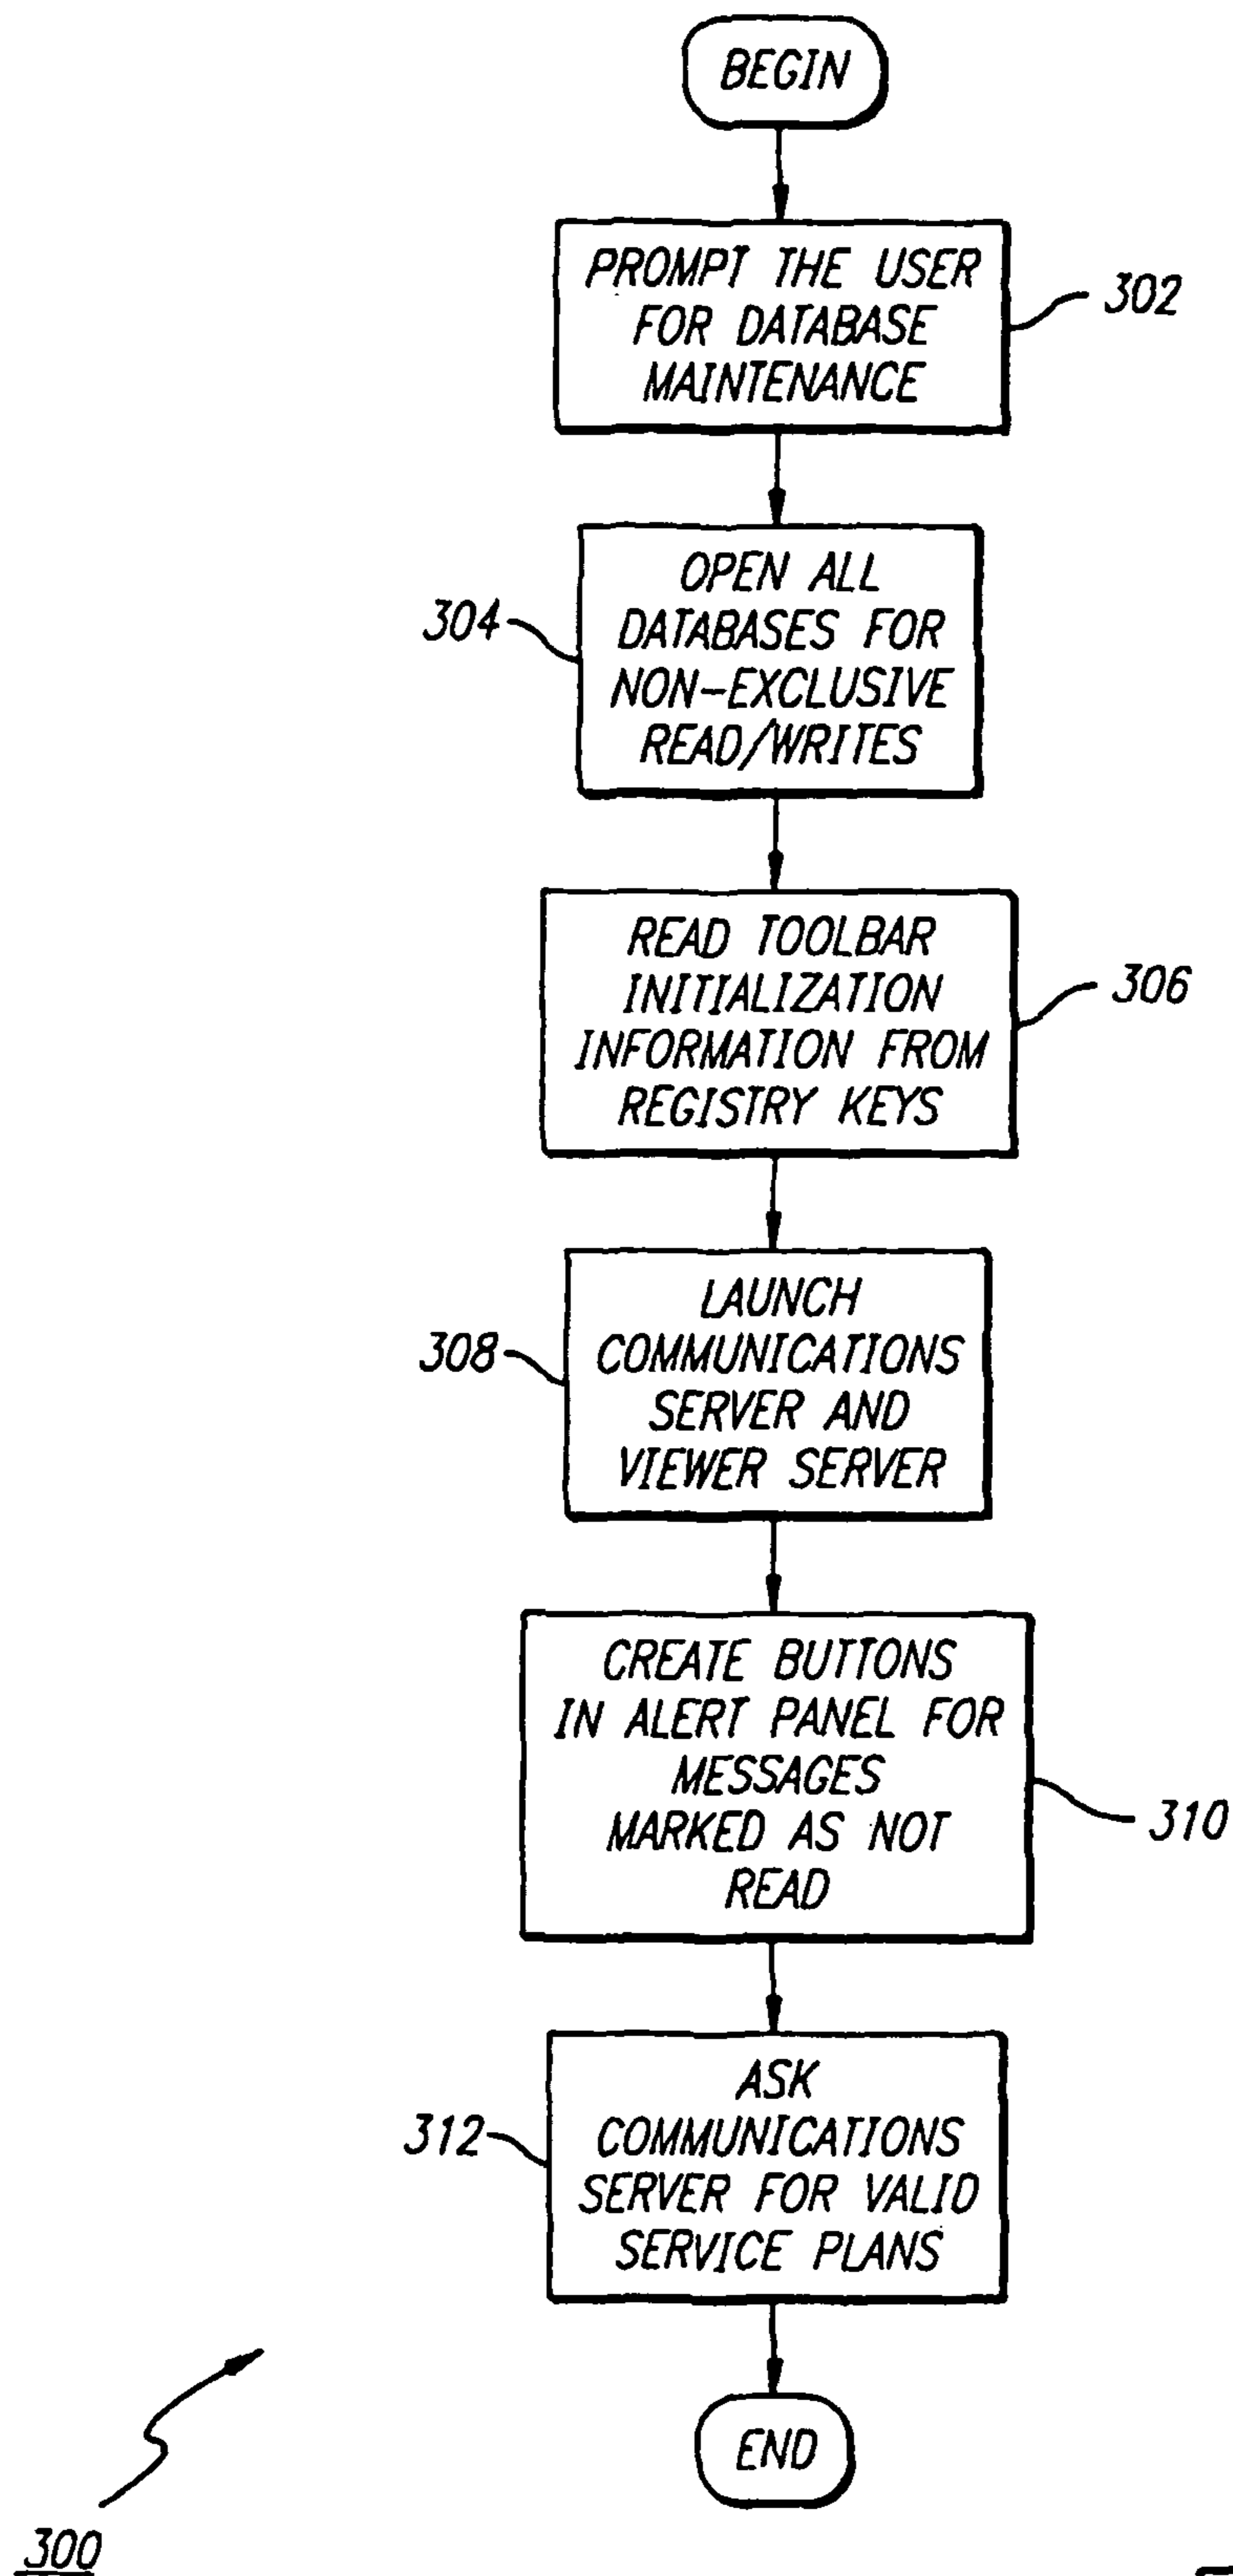 BEGIN
PROMPT THE USER
FOR DATABASE
MAINTENANCE
302
OPEN ALL
DATABASES FOR
NON-EXCLUSIVE
READ/WRITES
304
READ TOOLBAR
INITIALIZATION
INFORMATION FROM
REGISTRY KEYS
306
LAUNCH
COMMUNICATIONS
SERVER AND
VIEWER SERVER
308
CREATE BUTTONS
IN ALERT PANEL FOR
MESSAGES
MARKED AS NOT
READ
310
ASK
COMMUNICATIONS
SERVER FOR VALID
SERVICE PLANS
312
END
300